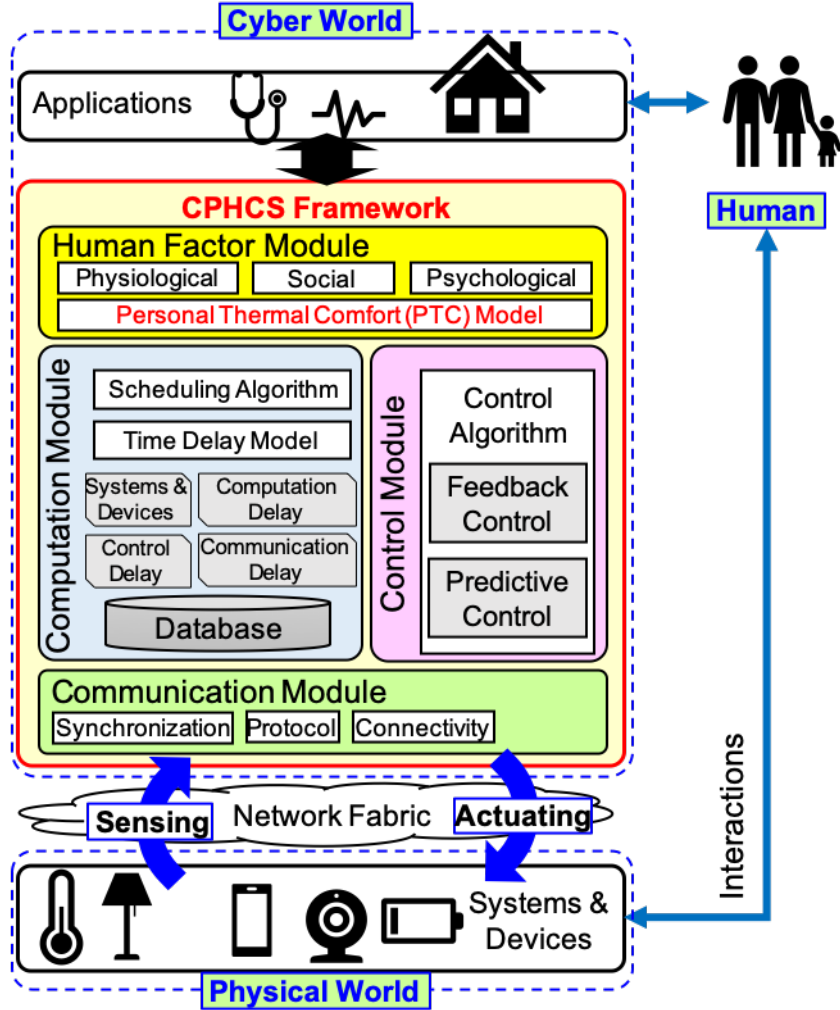 Cyber World
Applications
CPHCS Framework
Human Factor Module
Physiological
Social
Psychological
Personal Thermal Comfort (PTC) Model
Computation Module
Scheduling Algorithm
Time Delay Model
Systems &
Devices
Computation
Delay
Control
Delay
Communication
Delay
Database
Control Module
Control
Algorithm
Feedback
Control
Predictive
Control
Communication Module
Synchronization
Protocol
Connectivity
Sensing
Network Fabric
Actuating
Systems &
Devices
Physical World
Human
Interactions